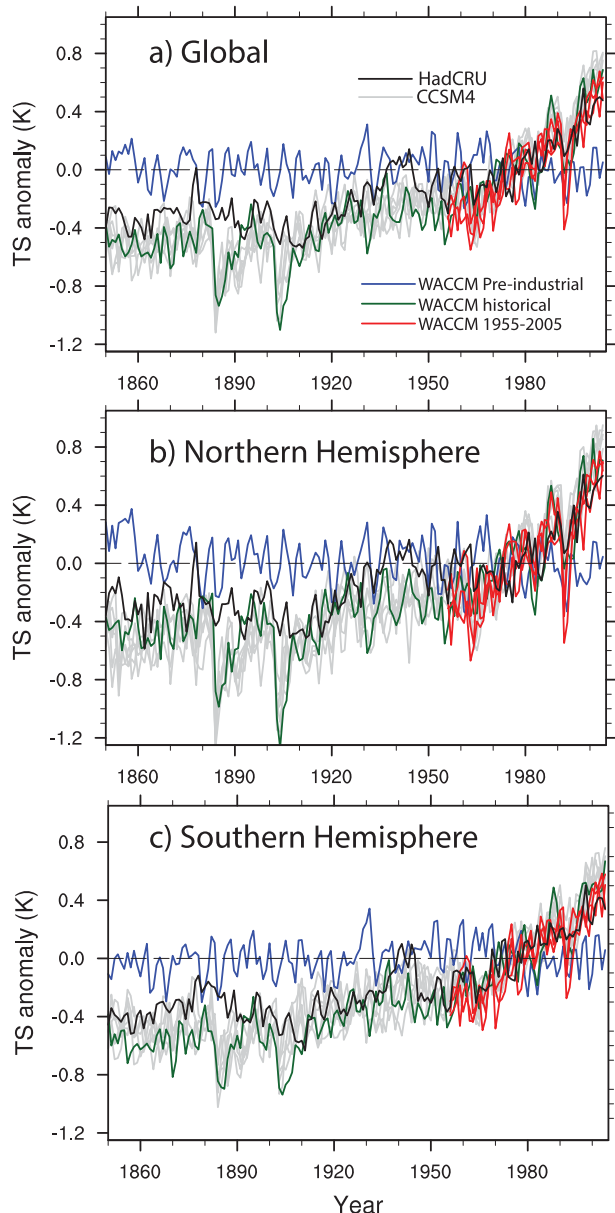 a) Global
HadCRU
CCSM4
0.8
0.4
0.0
-0.4
-0.8
-1.2
TS anomaly (K)
WACCM Pre-industrial
WACCM historical
WACCM 1955-2005
1860 1890 1920 1950 1980
b) Northern Hemisphere
0.8
0.4
0.0
-0.4
-0.8
-1.2
TS anomaly (K)
1860 1890 1920 1950 1980
c) Southern Hemisphere
0.8
0.4
0.0
-0.4
-0.8
-1.2
TS anomaly (K)
1860 1890 1920 1950 1980
Year